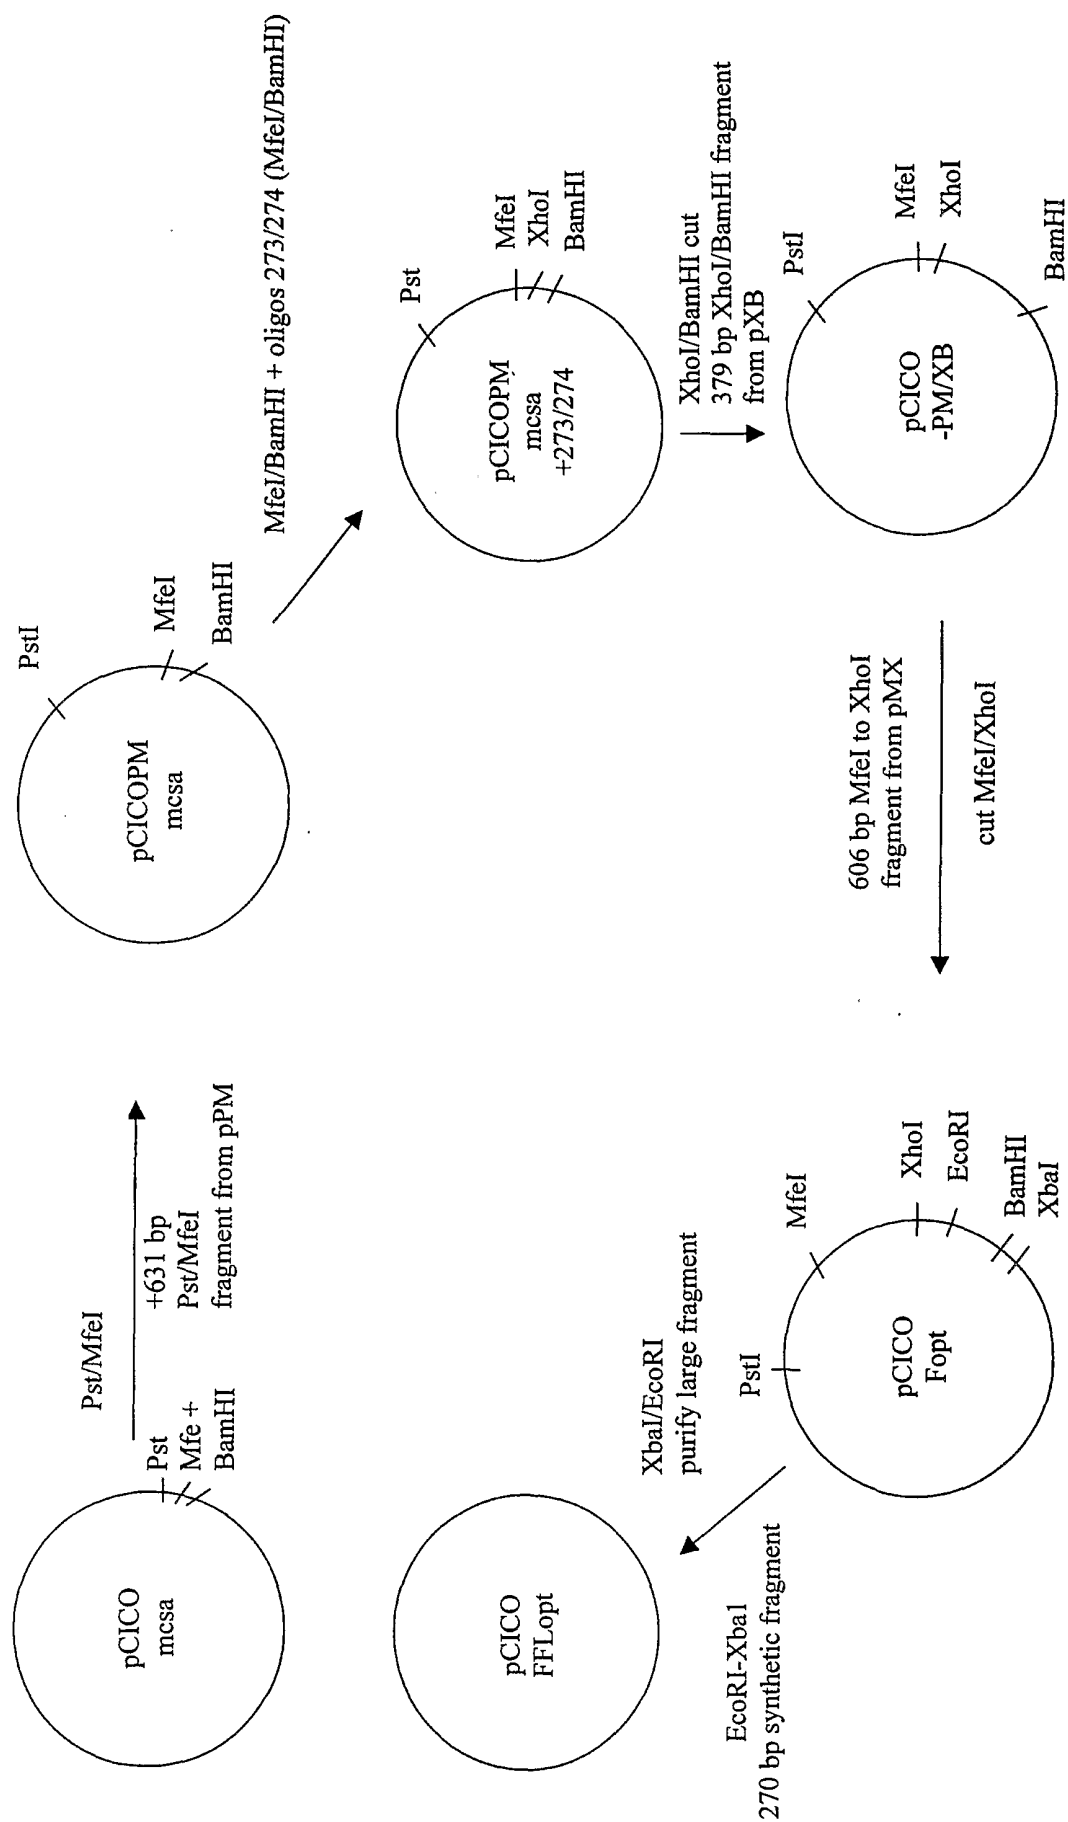 pCICO
mcsa
Pst
Mfe +
BamHI
Pst/MfeI
+631 bp
Pst/MfeI
fragment from pPM
pCICOPM
mcsa
PstI
MfeI
BamHI
MfeI/BamHI + oligos 273/274 (MfeI/BamHI)
pCICOPM
mcsa
+273/274
Pst
MfeI
XhoI
BamHI
XhoI/BamHI cut
379 bp XhoI/BamHI fragment
from pXB
pCICO
-PM/XB
PstI
MfeI
XhoI
BamHI
606 bp MfeI to XhoI
fragment from pMX
cut MfeI/XhoI
pCICO
Fopt
PstI
MfeI
XhoI
EcoRI
BamHI
XbaI
XbaI/EcoRI
purify large fragment
EcoRI-XbaI
270 bp synthetic fragment
pCICO
FFLopt